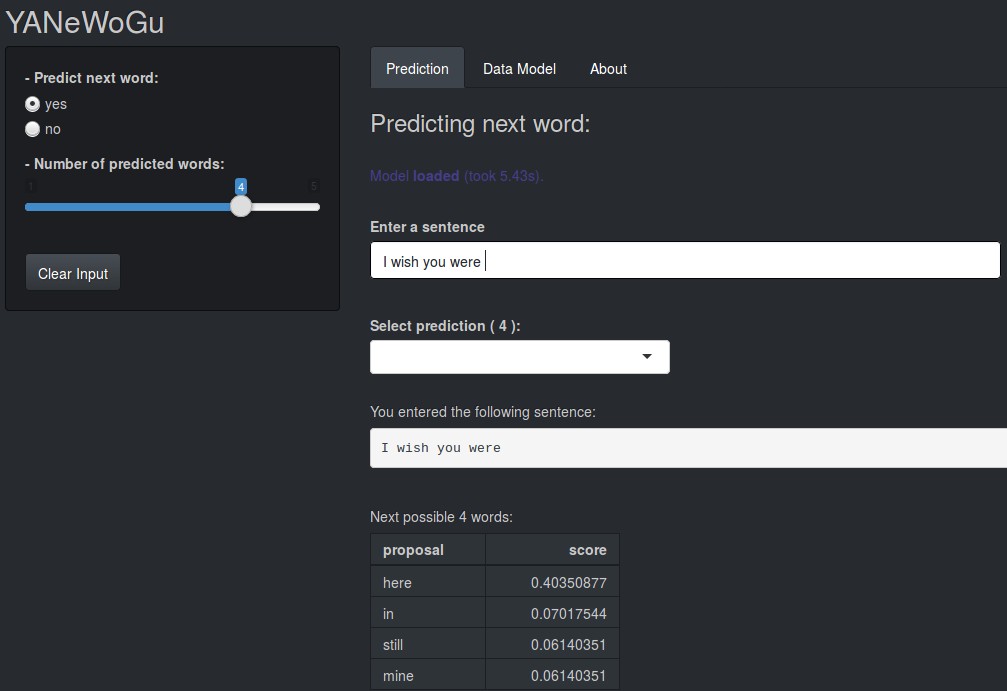 YANeWoGu
- Predict next word:
yes
no
- Number of predicted words:
1 4 5
Clear Input
Prediction Data Model About
Predicting next word:
Model loaded (took 5.43s).
Enter a sentence
I wish you were
Select prediction ( 4 ):
You entered the following sentence:
I wish you were
Next possible 4 words:
proposal score
here 0.40350877
in 0.07017544
still 0.06140351
mine 0.06140351